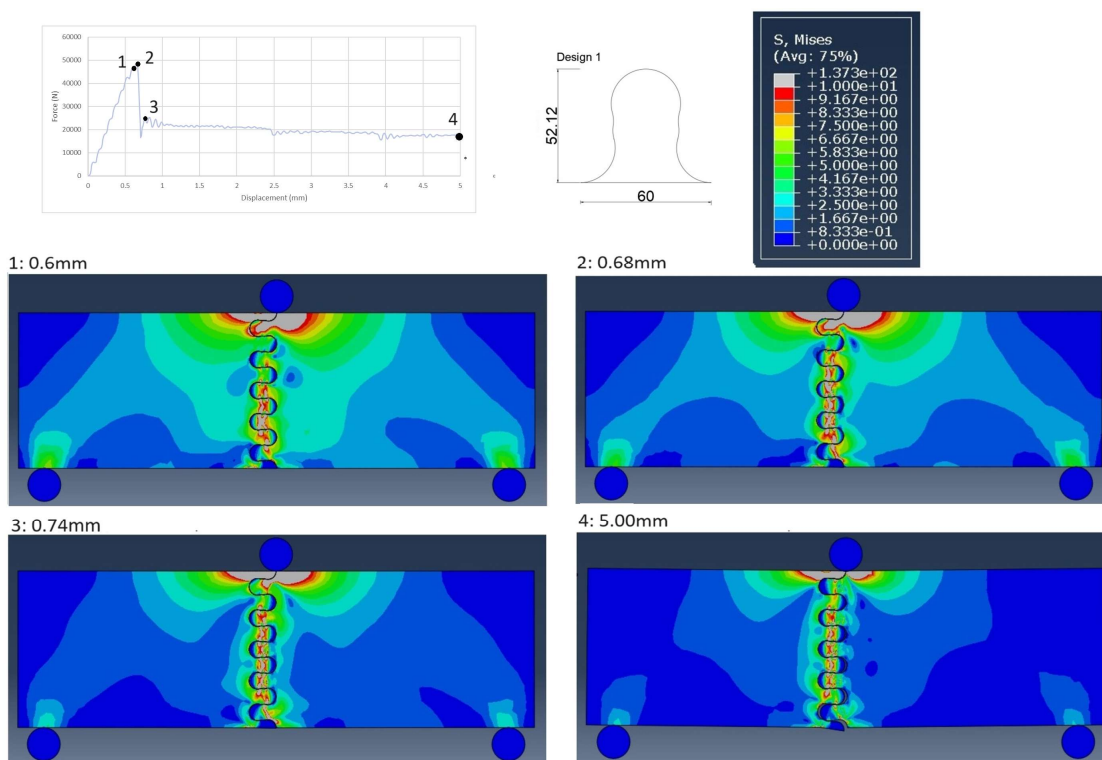 60000
50000
40000
30000
20000
10000
0
Force (N)
0 0.5 1 1.5 2 2.5 3 3.5 4 4.5 5
Displacement (mm)
1
2
3
4
x
Design 1
52.12
60
S, Mises
(Avg: 75%)
+1.373e+02
+1.000e+01
+9.167e+00
+8.333e+00
+7.500e+00
+6.667e+00
+5.833e+00
+5.000e+00
+4.167e+00
+3.333e+00
+2.500e+00
+1.667e+00
+8.333e-01
+0.000e+00
1: 0.6mm
2: 0.68mm
3: 0.74mm
4: 5.00mm